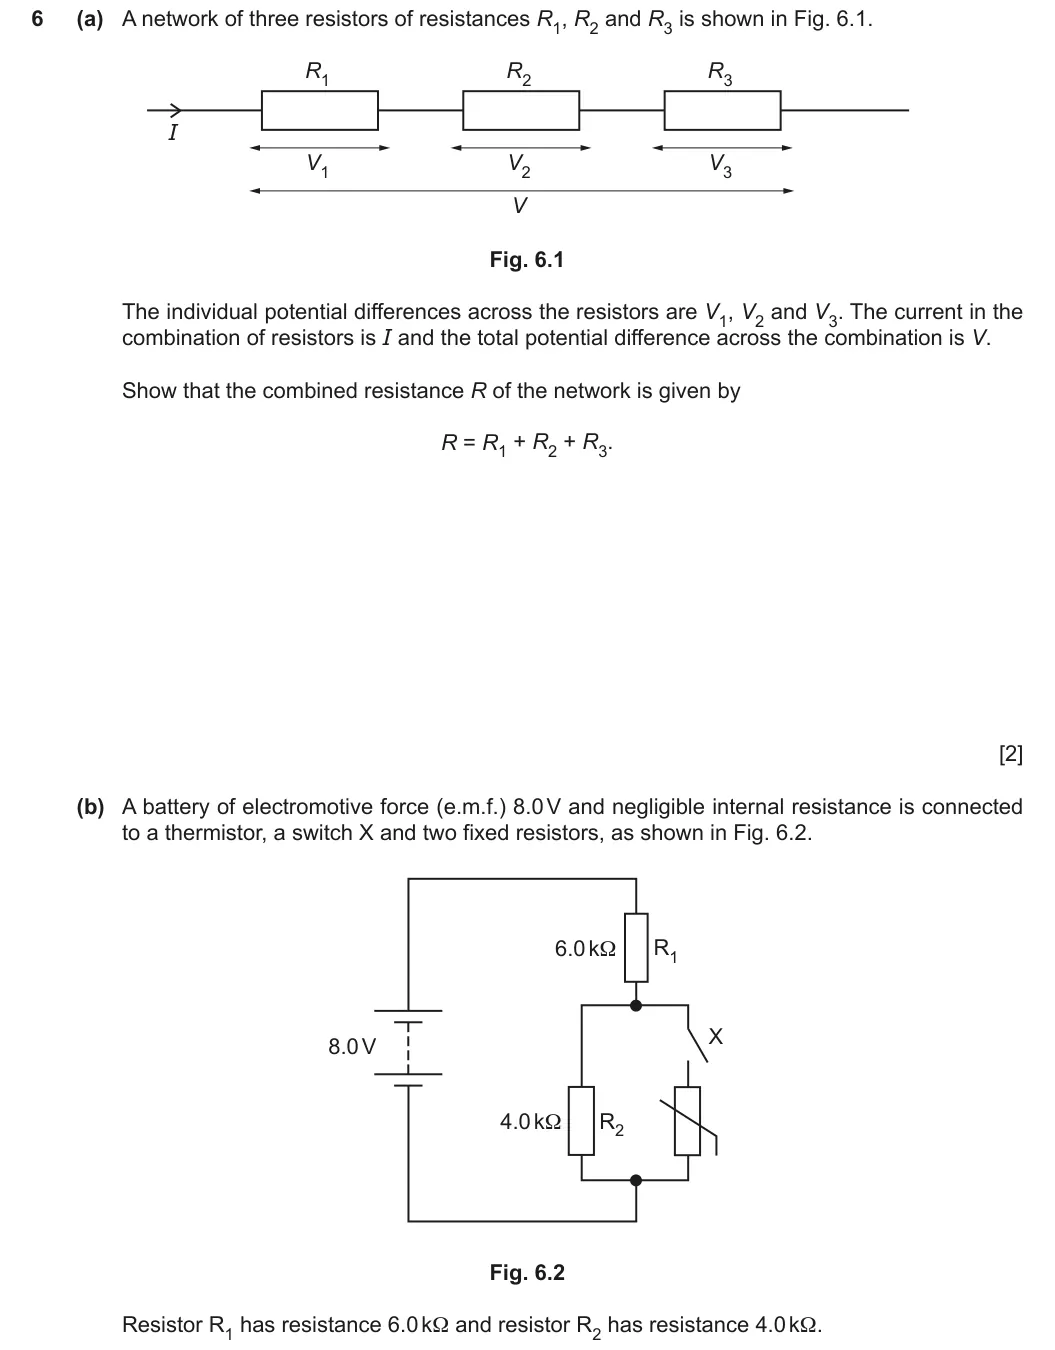 6 (a) A network of three resistors of resistances R1, R2 and R3 is shown in Fig. 6.1.
R1 R2 R3
I
V1 V2 V3
V
Fig. 6.1
The individual potential differences across the resistors are V1, V2 and V3. The current in the
combination of resistors is I and the total potential difference across the combination is V.
Show that the combined resistance R of the network is given by
R = R1 + R2 + R3.
[2]
(b) A battery of electromotive force (e.m.f.) 8.0 V and negligible internal resistance is connected
to a thermistor, a switch X and two fixed resistors, as shown in Fig. 6.2.
6.0 kΩ R1
X
8.0 V
4.0 kΩ R2
Fig. 6.2
Resistor R1 has resistance 6.0 kΩ and resistor R2 has resistance 4.0 kΩ.